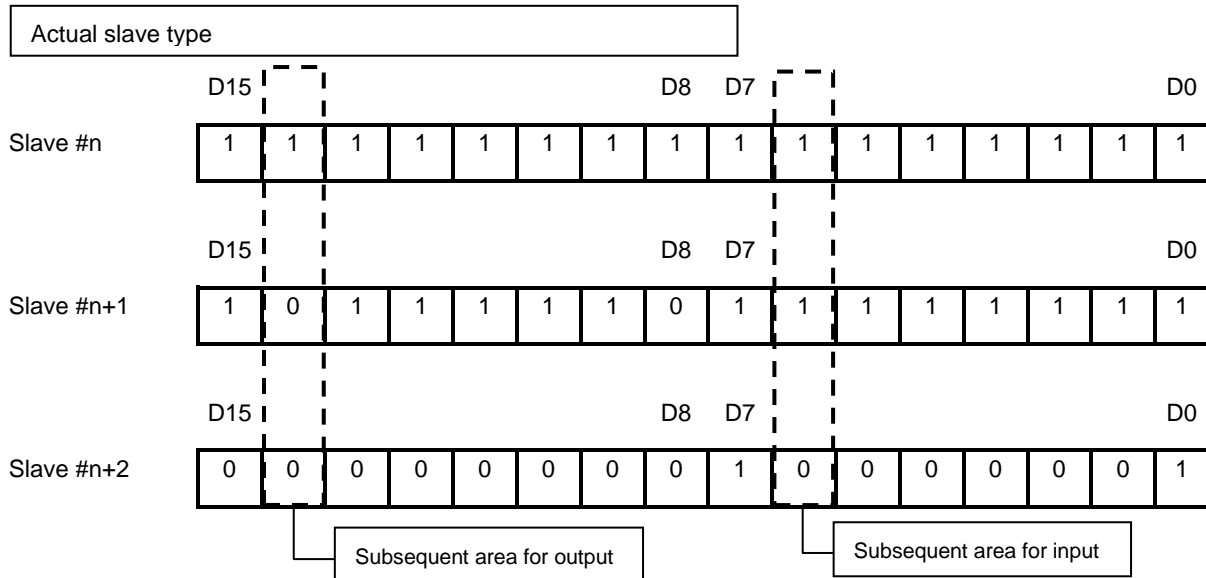 Actual slave type
D15 D8 D7 D0
Slave #n 1 1 1 1 1 1 1 1 1 1 1 1 1 1 1 1
D15 D8 D7 D0
Slave #n+1 1 0 1 1 1 1 1 0 1 1 1 1 1 1 1 1
D15 D8 D7 D0
Slave #n+2 0 0 0 0 0 0 0 0 1 0 0 0 0 0 0 1
Subsequent area for output
Subsequent area for input